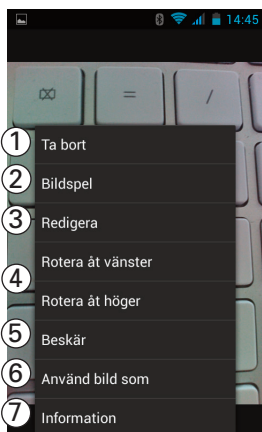 14:45
=
/
1 Ta bort
2 Bildspel
3 Redigera
Rotera åt vänster
4
Rotera åt höger
5 Beskär
6 Använd bild som
7 Information